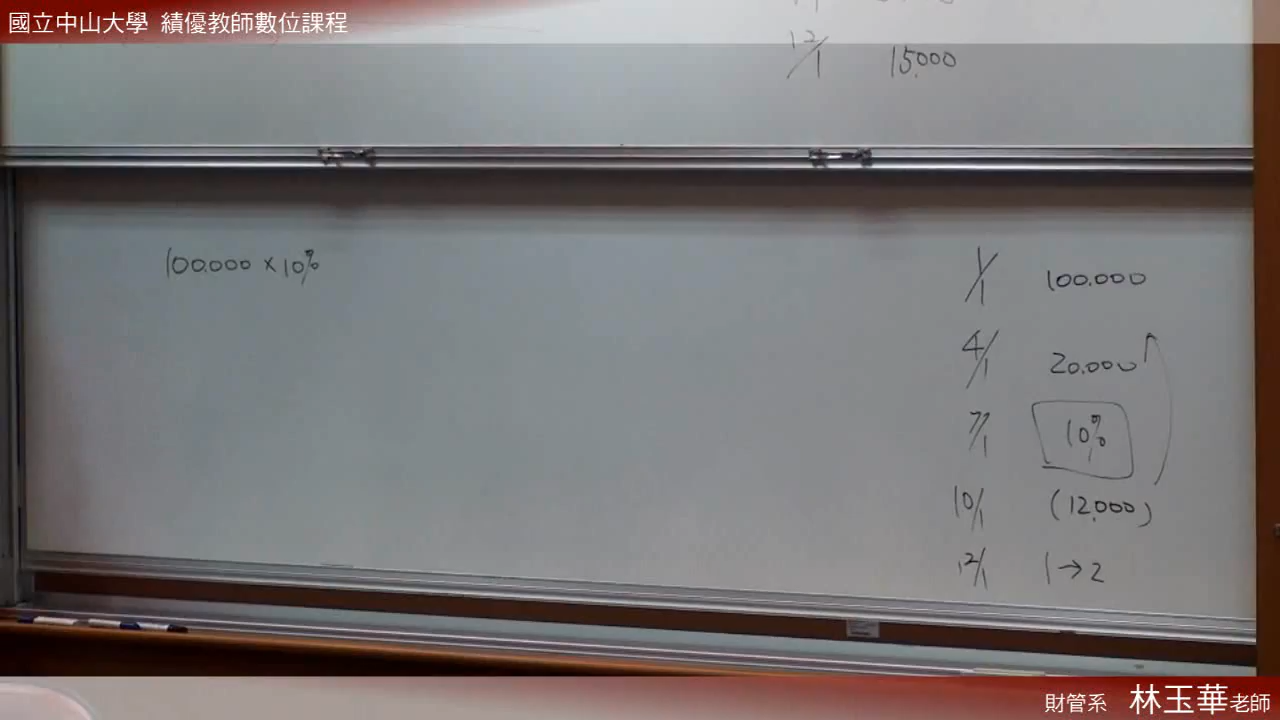 國立中山大學 績優教師數位課程
12/1 15.000
100.000 × 10%
1/1 100.000
4/1 20.000
7/1 10%
10/1 (12.000)
12/1 1→2
財管系 林玉華老師